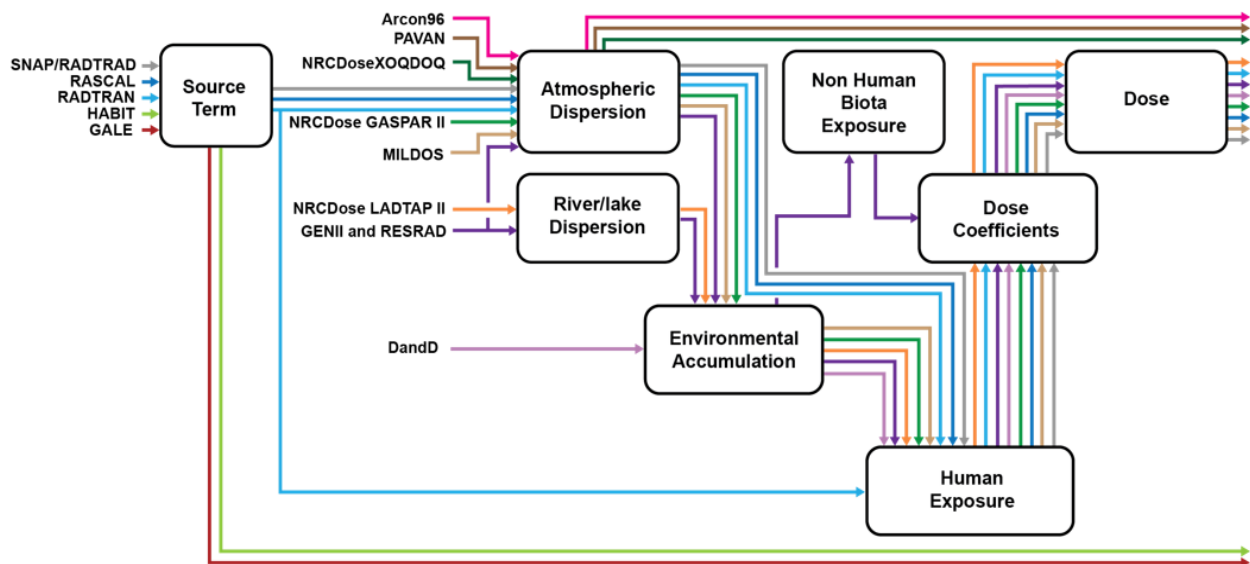 SNAP/RADTRAD
RASCAL
RADTRAN
HABIT
GALE
Source
Term
Arcon96
PAVAN
NRCDoseXOQDOQ
NRCDose GASPAR II
MILDOS
NRCDose LADTAP II
GENII and RESRAD
DandD
Atmospheric
Dispersion
River/lake
Dispersion
Environmental
Accumulation
Non Human
Biota
Exposure
Human
Exposure
Dose
Coefficients
Dose